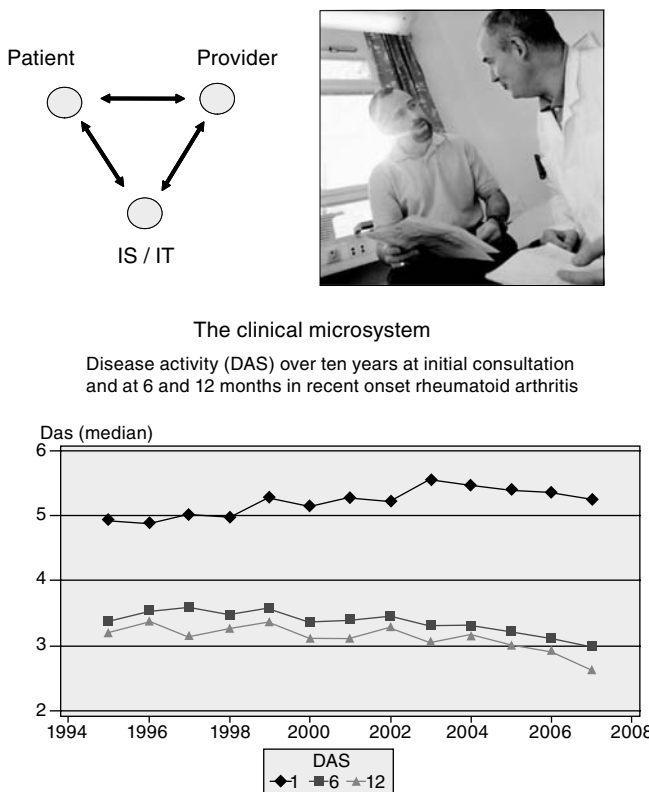 Patient
Provider
IS / IT
The clinical microsystem
Disease activity (DAS) over ten years at initial consultation
and at 6 and 12 months in recent onset rheumatoid arthritis
Das (median)
6
5
4
3
2
1994 1996 1998 2000 2002 2004 2006 2008
DAS
1 6 12